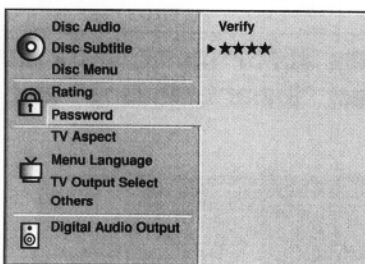 Disc Audio
Disc Subtitle
Disc Menu
Rating
Password
TV Aspect
Menu Language
TV Output Select
Others
Digital Audio Output
Verify
▶★★★★